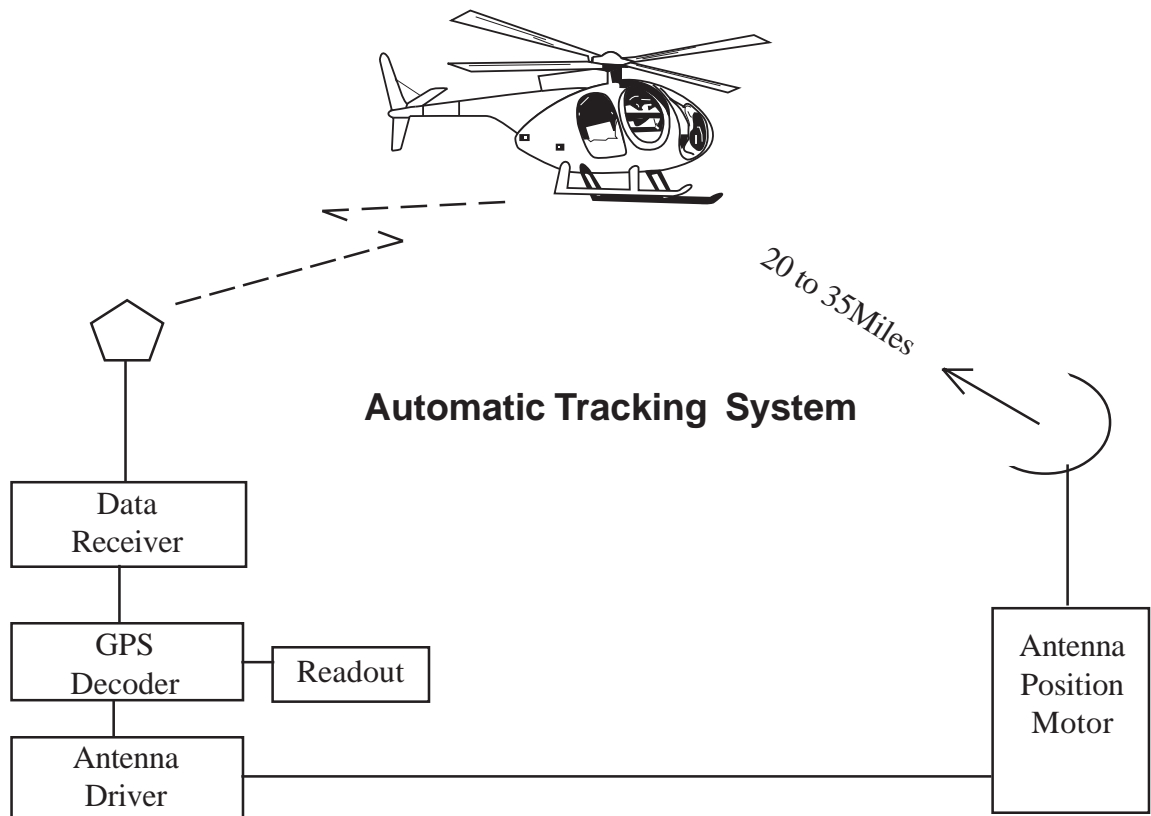 20 to 35Miles
Automatic Tracking System
Data
Receiver
GPS
Decoder
Readout
Antenna
Driver
Antenna
Position
Motor